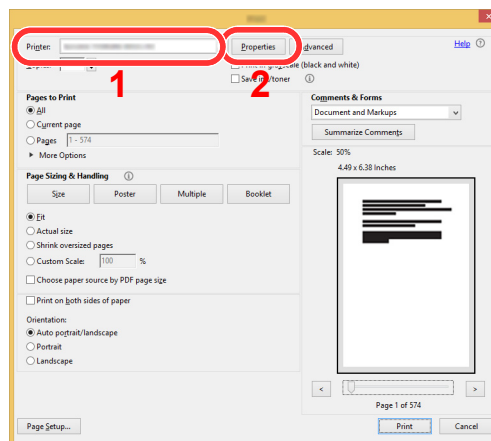 Printer:
Properties
Advanced
Help
1
2
(black and white)
Save ink/toner
Pages to Print
All
Current page
Pages
1 - 574
More Options
Comments & Forms
Document and Markups
Summarize Comments
Scale: 50%
4.49 x 6.38 Inches
Page Sizing & Handling
Size
Poster
Multiple
Booklet
Fit
Actual size
Shrink oversized pages
Custom Scale:
100
%
Choose paper source by PDF page size
Print on both sides of paper
Orientation:
Auto portrait/landscape
Portrait
Landscape
<
>
Page 1 of 574
Page Setup...
Print
Cancel